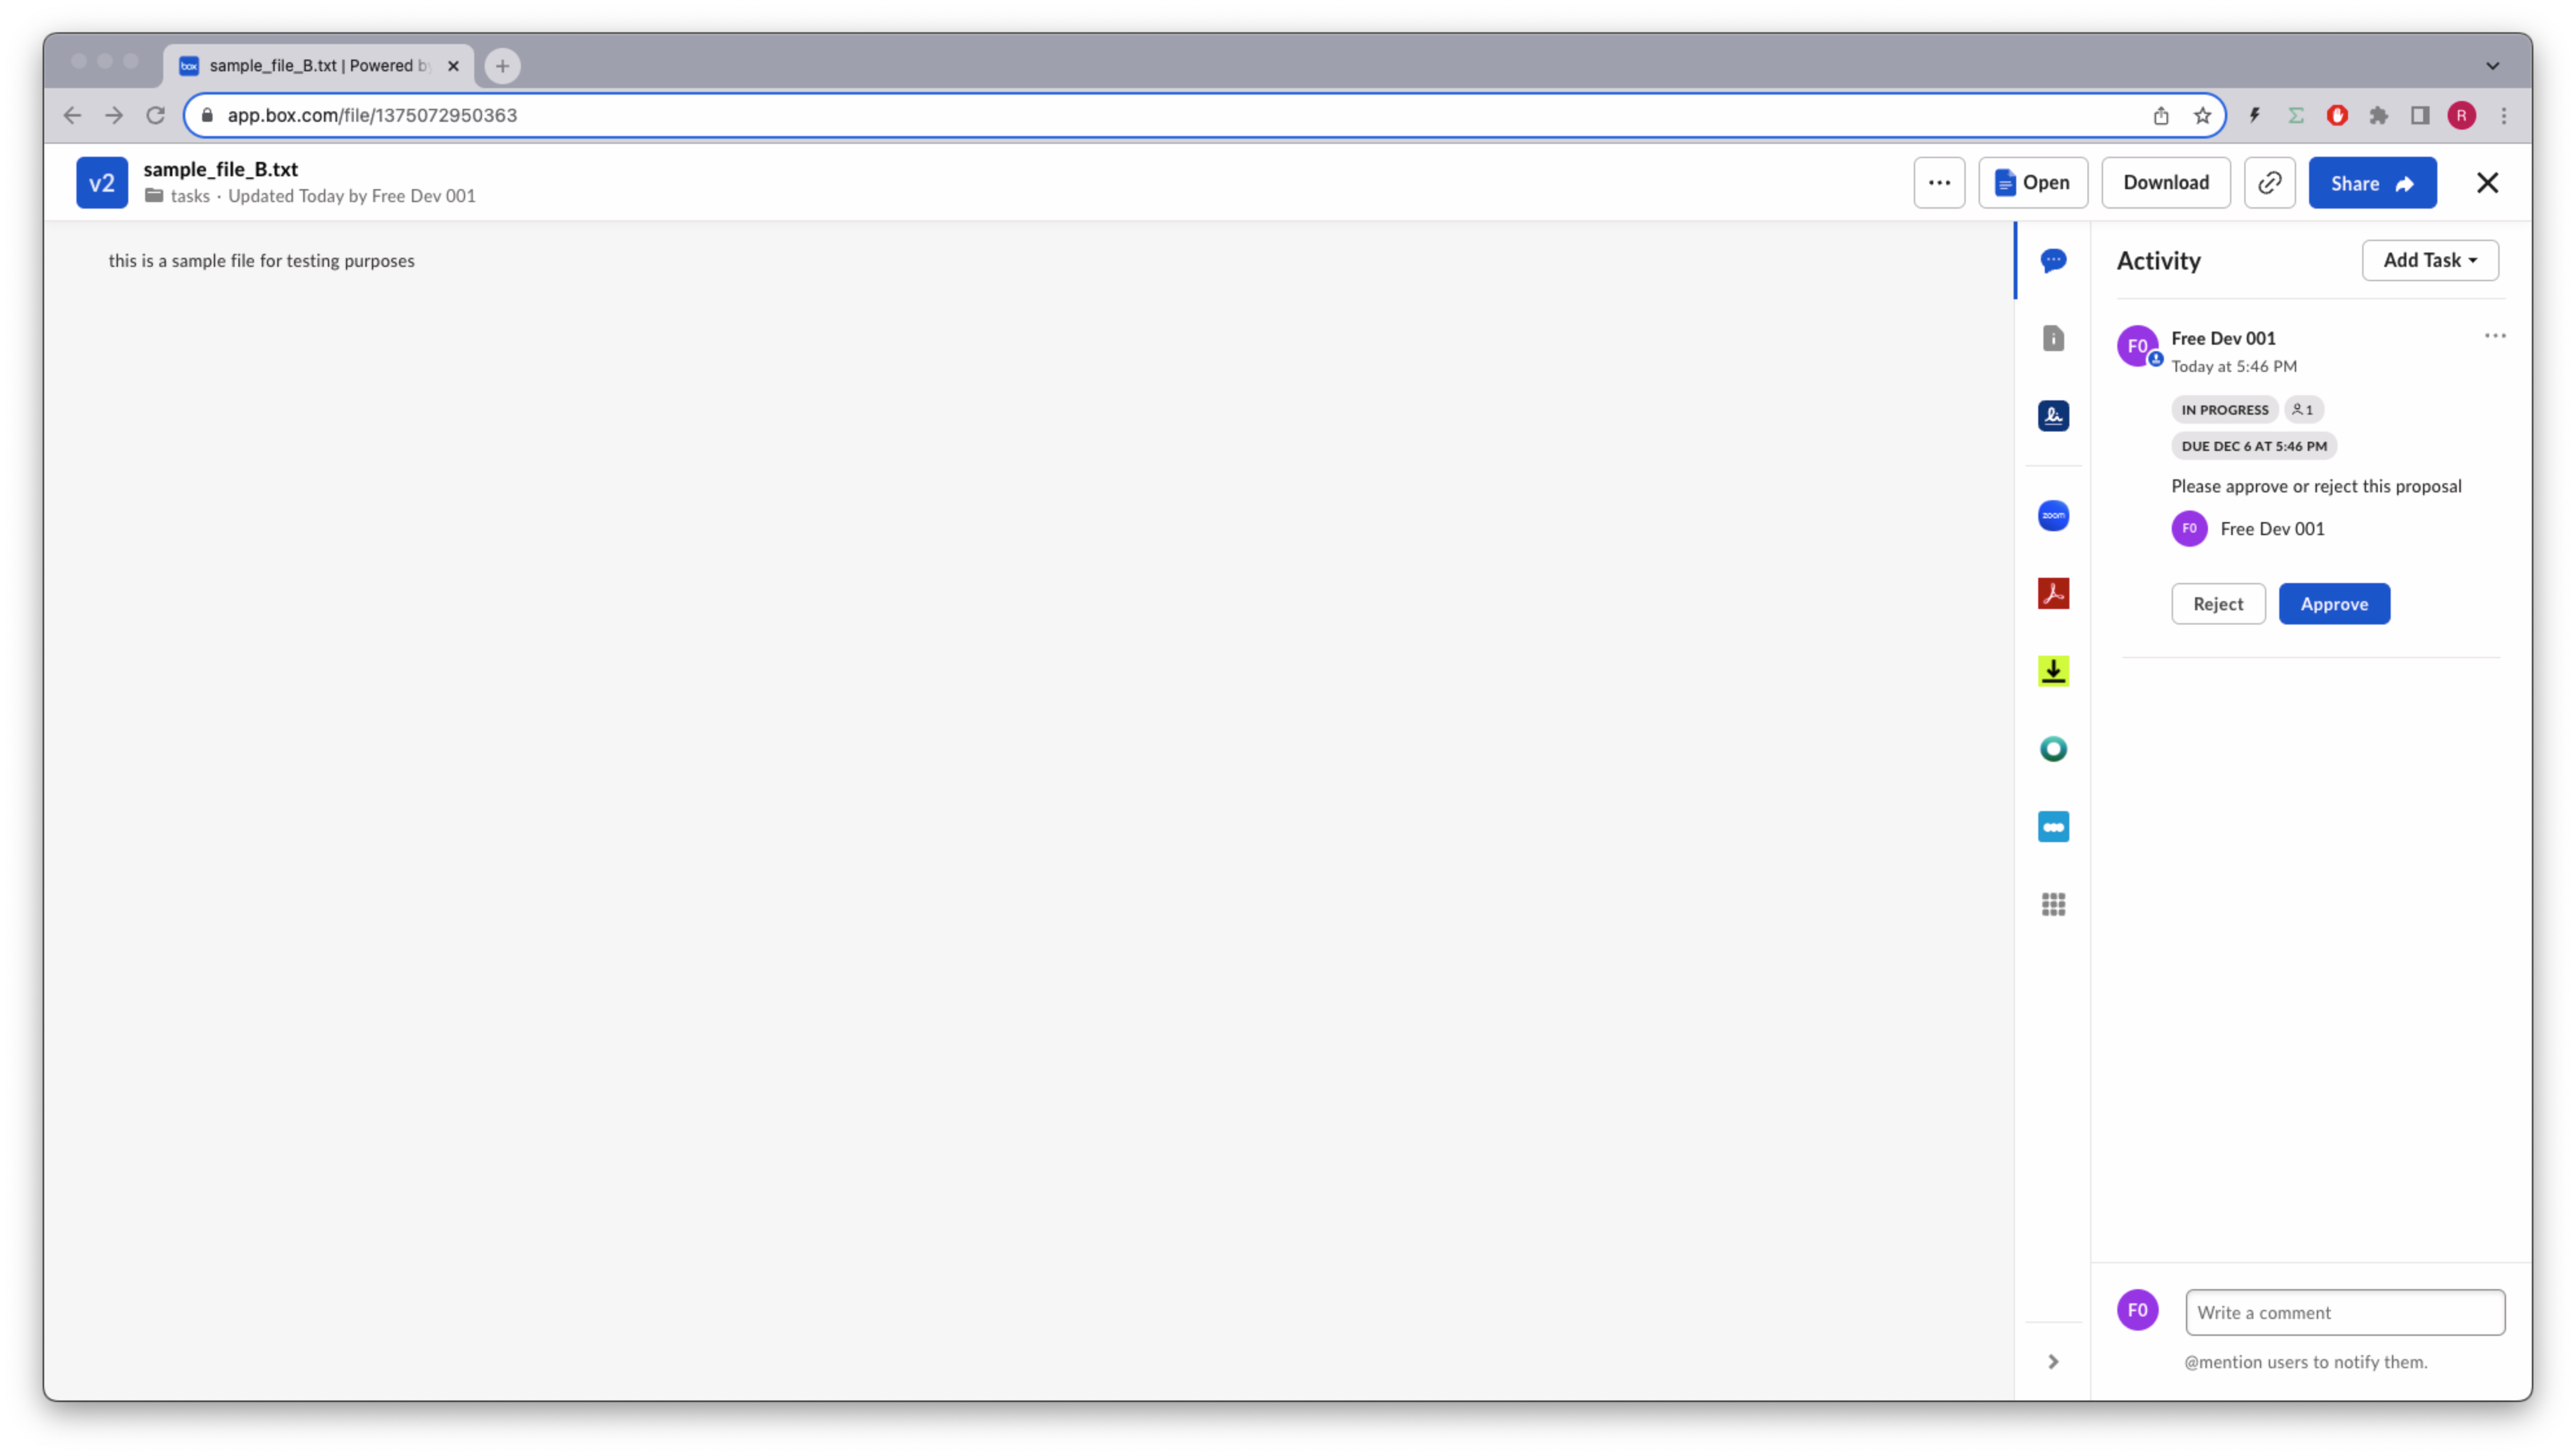 box sample_file_B.txt | Powered b
app.box.com/file/1375072950363
R
v2
sample_file_B.txt
tasks · Updated Today by Free Dev 001
Open
Download
Share
this is a sample file for testing purposes
zoom
Activity
Add Task
F0
Free Dev 001
Today at 5:46 PM
IN PROGRESS
1
DUE DEC 6 AT 5:46 PM
Please approve or reject this proposal
F0 Free Dev 001
Reject
Approve
F0
Write a comment
@mention users to notify them.